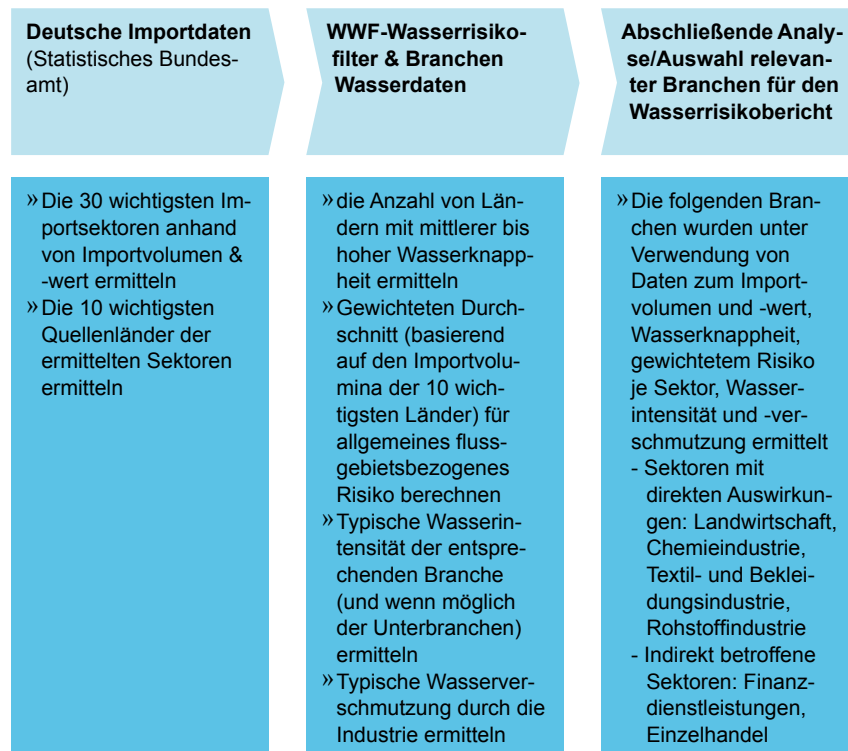 Deutsche Importdaten
(Statistisches Bundes-
amt)
WWF-Wasserrisiko-
filter & Branchen
Wasserdaten
Abschließende Analy-
se/Auswahl relevan-
ter Branchen für den
Wasserrisikobericht
» Die 30 wichtigsten Im-
portsektoren anhand
von Importvolumen &
-wert ermitteln
» Die 10 wichtigsten
Quellenländer der
ermittelten Sektoren
ermitteln
» die Anzahl von Län-
dern mit mittlerer bis
hoher Wasserknapp-
heit ermitteln
» Gewichteten Durch-
schnitt (basierend
auf den Importvolu-
mina der 10 wich-
tigsten Länder) für
allgemeines fluss-
gebietsbezogenes
Risiko berechnen
» Typische Wasserin-
tensität der entspre-
chenden Branche
(und wenn möglich
der Unterbranchen)
ermitteln
» Typische Wasserver-
schmutzung durch die
Industrie ermitteln
» Die folgenden Bran-
chen wurden unter
Verwendung von
Daten zum Import-
volumen und -wert,
Wasserknappheit,
gewichtetem Risiko
je Sektor, Wasser-
intensität und -ver-
schmutzung ermittelt
- Sektoren mit
direkten Auswirkun-
gen: Landwirtschaft,
Chemieindustrie,
Textil- und Beklei-
dungsindustrie,
Rohstoffindustrie
- Indirekt betroffene
Sektoren: Finanz-
dienstleistungen,
Einzelhandel